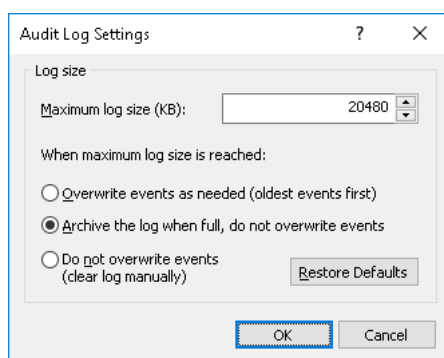 Audit Log Settings ?
Log size
Maximum log size (KB): 20480
When maximum log size is reached:
Overwrite events as needed (oldest events first)
Archive the log when full, do not overwrite events
Do not overwrite events
(clear log manually)
Restore Defaults
OK Cancel